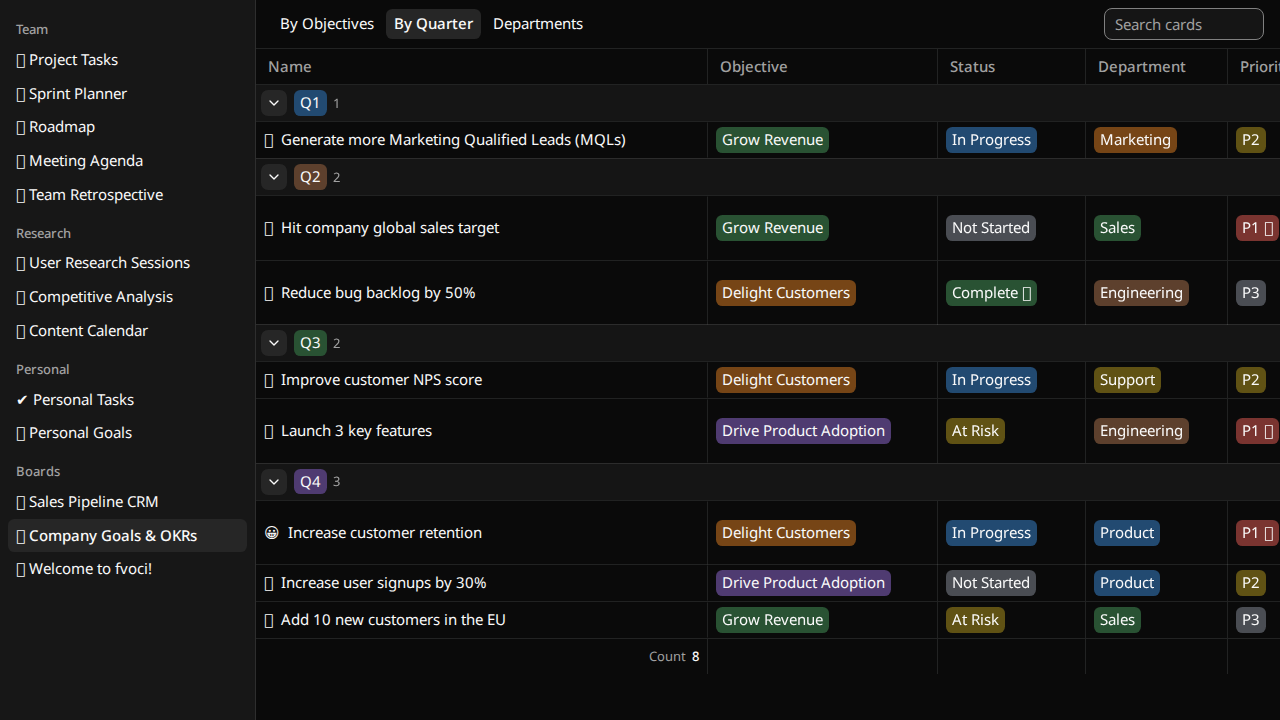 Team
Project Tasks
Sprint Planner
Roadmap
Meeting Agenda
Team Retrospective
Research
User Research Sessions
Competitive Analysis
Content Calendar
Personal
✔ Personal Tasks
Personal Goals
Boards
Sales Pipeline CRM
Company Goals & OKRs
Welcome to fvoci!
By Objectives By Quarter Departments Search cards
Name Objective Status Department Priorit
Q1 1
Generate more Marketing Qualified Leads (MQLs) Grow Revenue In Progress Marketing P2
Q2 2
Hit company global sales target Grow Revenue Not Started Sales P1
Reduce bug backlog by 50% Delight Customers Complete Engineering P3
Q3 2
Improve customer NPS score Delight Customers In Progress Support P2
Launch 3 key features Drive Product Adoption At Risk Engineering P1
Q4 3
😀 Increase customer retention Delight Customers In Progress Product P1
Increase user signups by 30% Drive Product Adoption Not Started Product P2
Add 10 new customers in the EU Grow Revenue At Risk Sales P3
Count 8